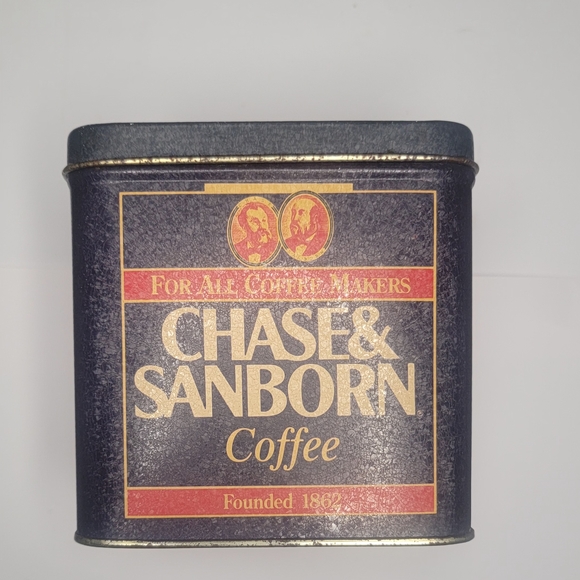 FOR ALL COFFEE MAKERS
CHASE&
SANBORN®
Coffee
Founded 1862